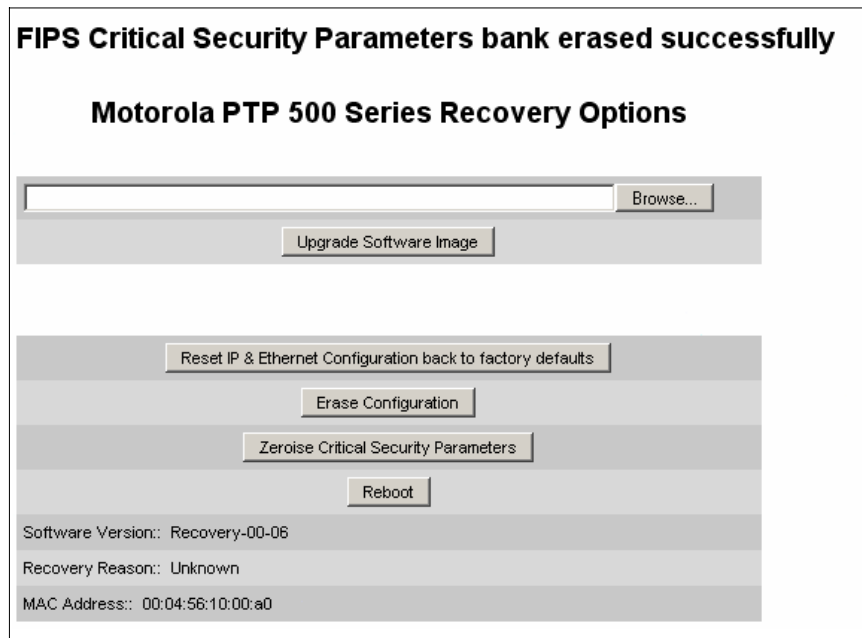 FIPS Critical Security Parameters bank erased successfully
Motorola PTP 500 Series Recovery Options
Browse...
Upgrade Software Image
Reset IP & Ethernet Configuration back to factory defaults
Erase Configuration
Zeroise Critical Security Parameters
Reboot
Software Version:: Recovery-00-06
Recovery Reason:: Unknown
MAC Address:: 00:04:56:10:00:a0